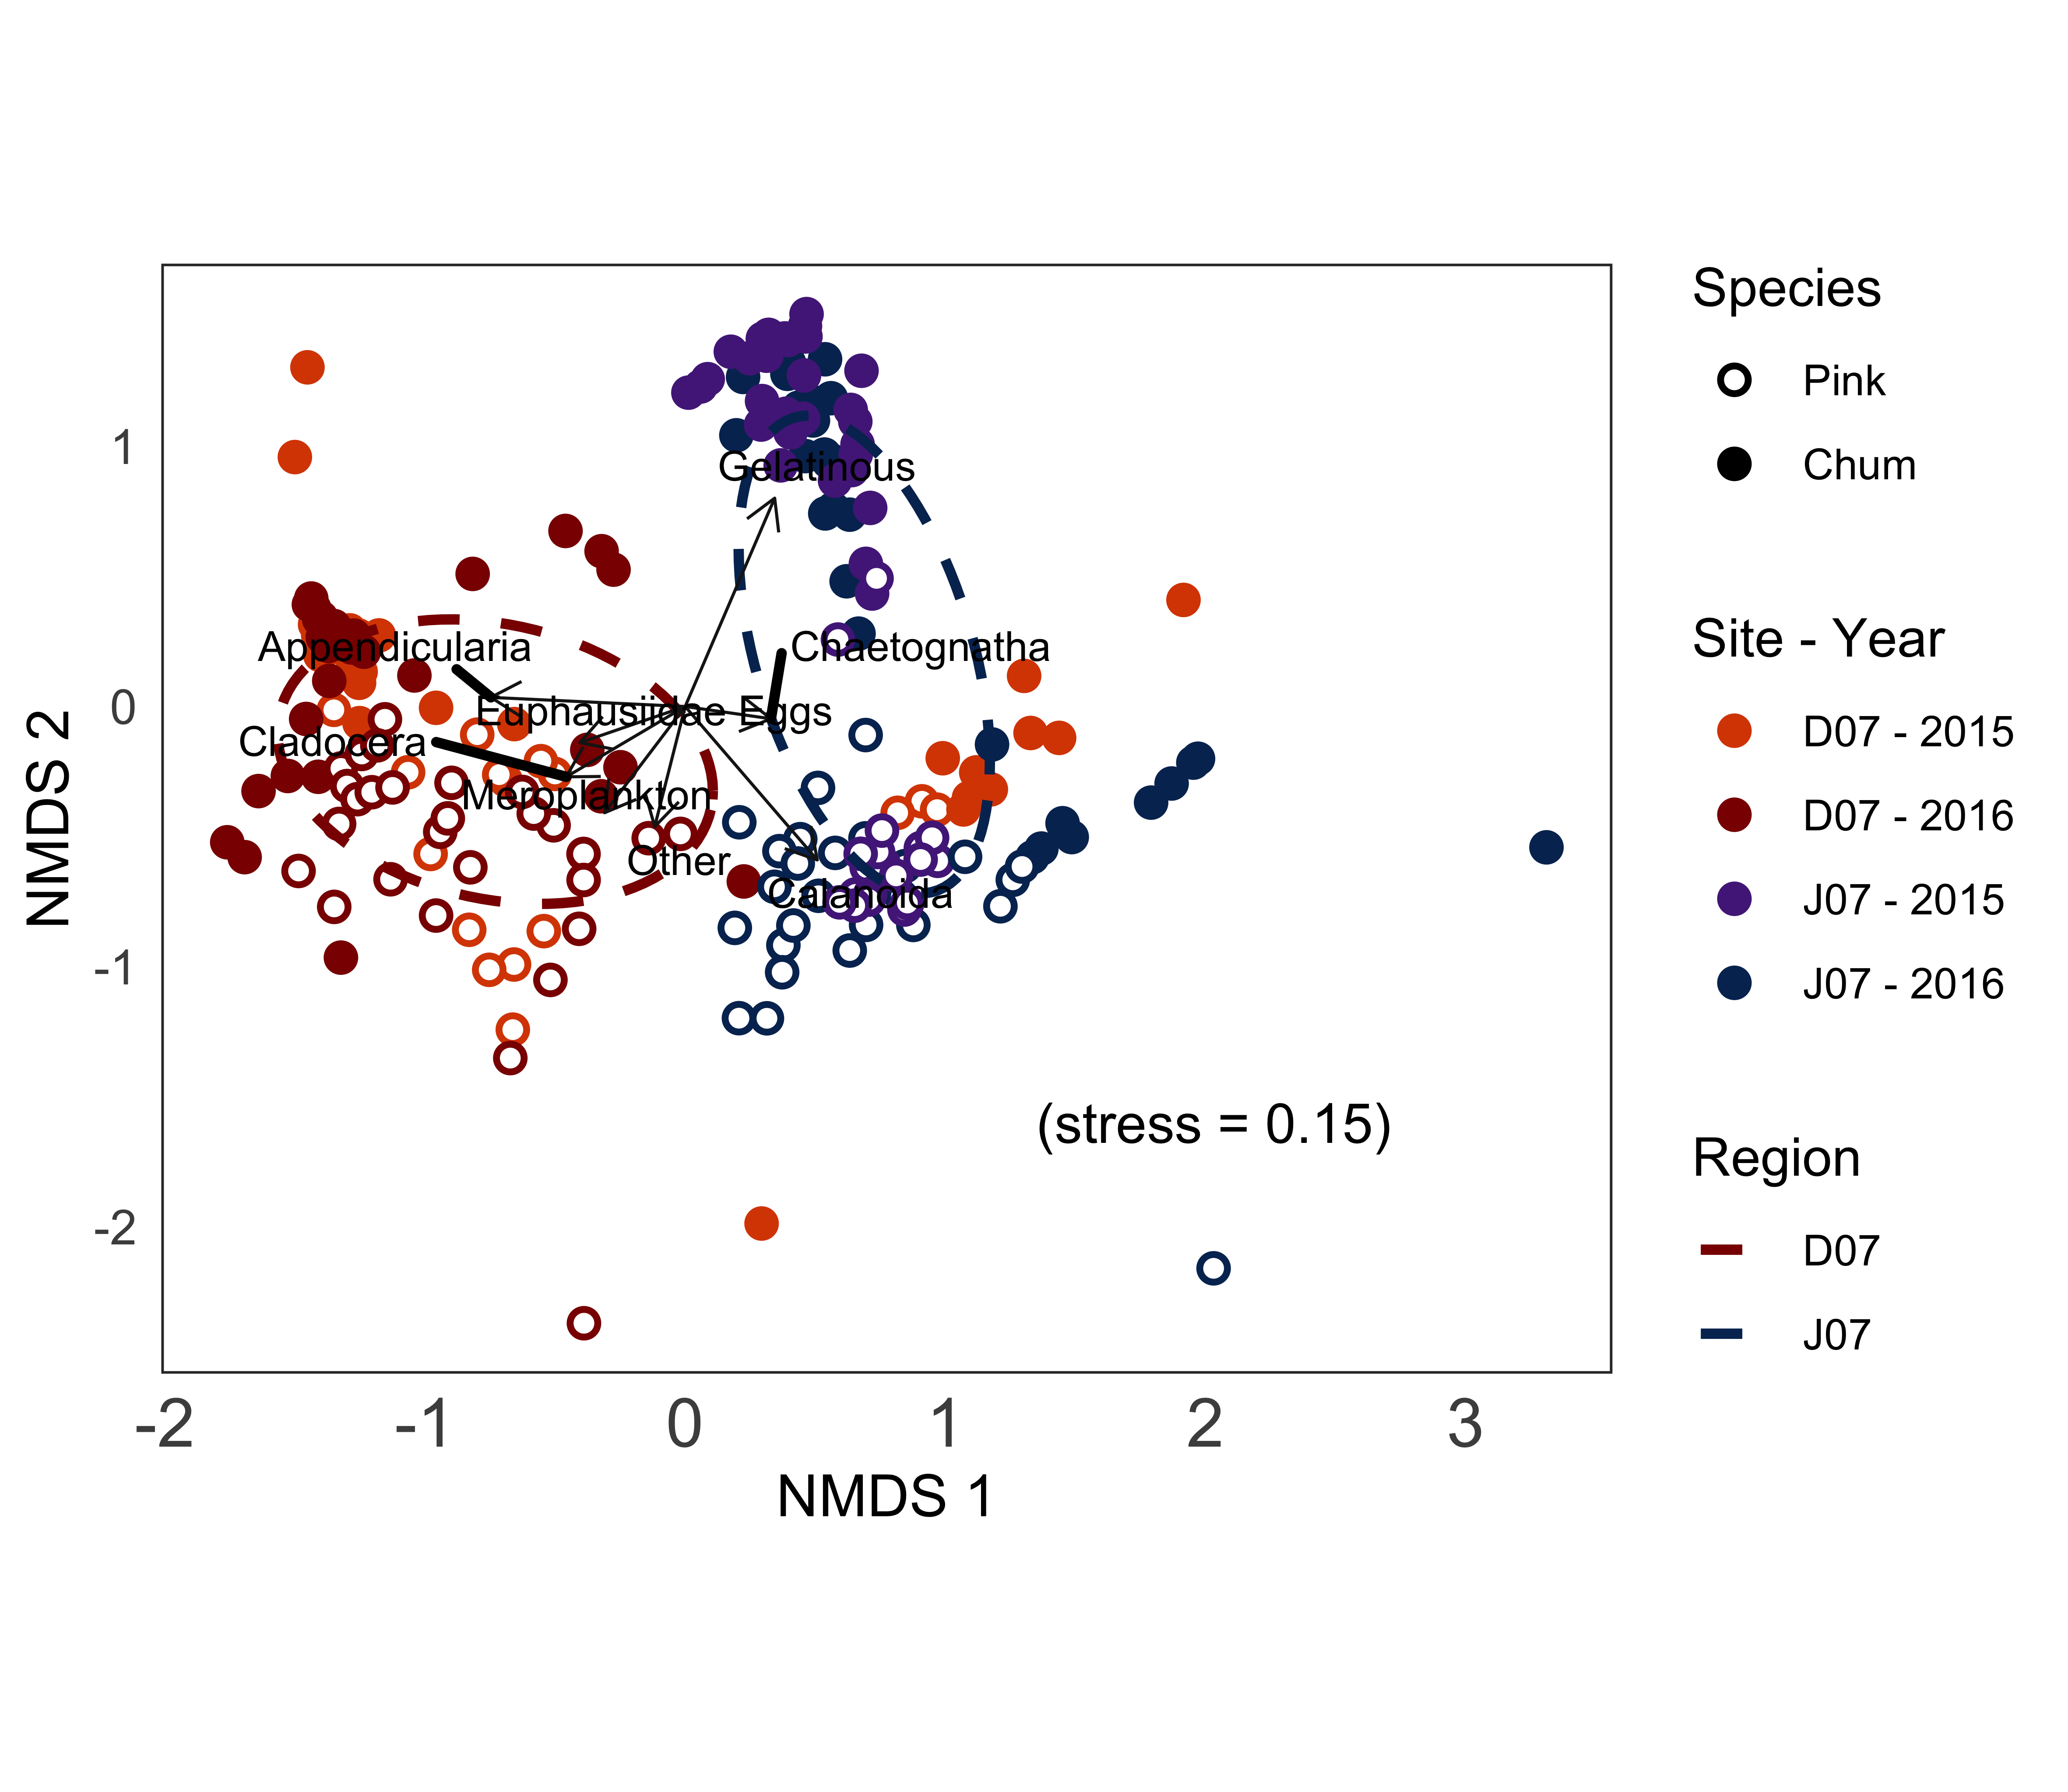 Species
Pink
Chum
Site - Year
D07 - 2015
D07 - 2016
J07 - 2015
J07 - 2016
Region
D07
J07
NMDS 2
1
0
-1
-2
Gelatinous
Appendicularia
Chaetognatha
Euphausiidae Eggs
Cladocera
Meroplankton
Other
Calanoida
(stress = 0.15)
-2 -1 0 1 2 3
NMDS 1